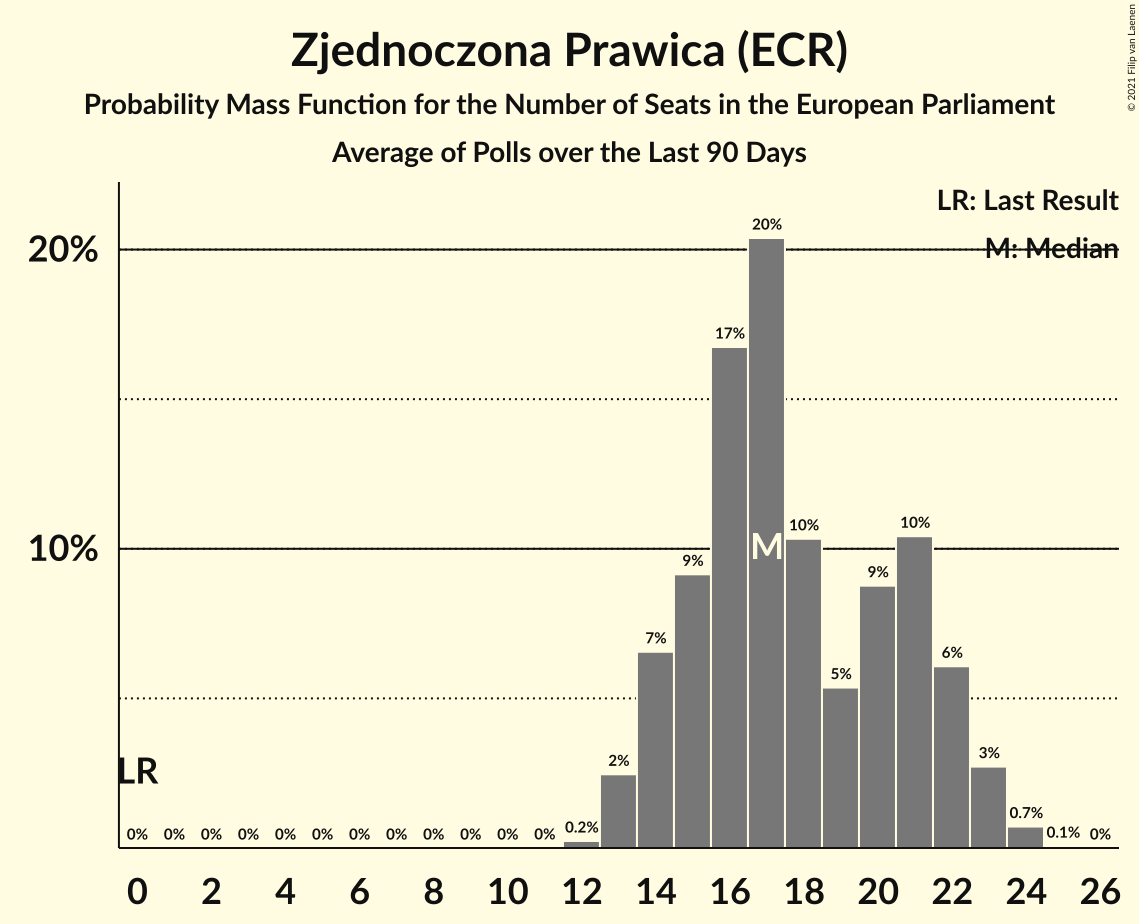 Zjednoczona Prawica (ECR)
Probability Mass Function for the Number of Seats in the European Parliament
Average of Polls over the Last 90 Days
© 2021 Filip van Laenen
LR: Last Result
M: Median
20%
10%
20%
17%
10%
10%
9%
9%
7%
6%
5%
3%
2%
0.7%
0.2%
0.1%
0% 0% 0% 0% 0% 0% 0% 0% 0% 0% 0% 0% 0%
M
LR
0 2 4 6 8 10 12 14 16 18 20 22 24 26